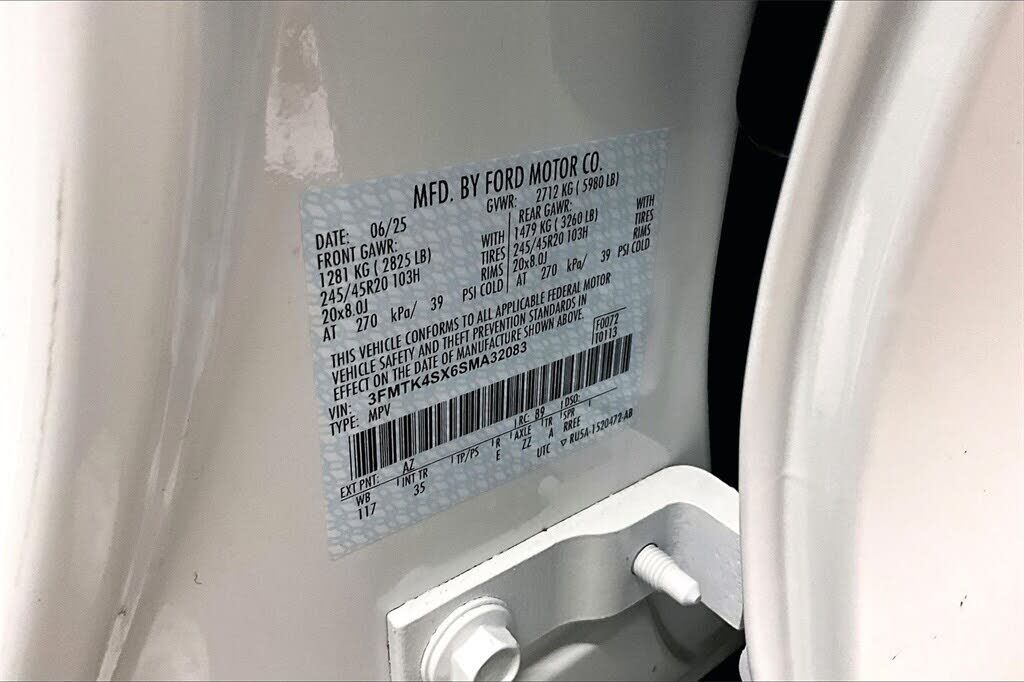 MFD. BY FORD MOTOR CO.
DATE: 06/25 GVWR: 2712 KG ( 5980 LB)
FRONT GAWR: REAR GAWR:
1281 KG ( 2825 LB) WITH 1479 KG ( 3260 LB) WITH
245/45R20 103H TIRES 245/45R20 103H TIRES
20x8.0J RIMS 20x8.0J RIMS
AT 270 kPa/ 39 PSI COLD AT 270 kPa/ 39 PSI COLD
THIS VEHICLE CONFORMS TO ALL APPLICABLE FEDERAL MOTOR
VEHICLE SAFETY AND THEFT PREVENTION STANDARDS IN
EFFECT ON THE DATE OF MANUFACTURE SHOWN ABOVE.
VIN: 3FMTK4SX6SMA32083 F0072
TYPE: MPV T0113
EXT PNT: AZ RC: 89 DSO:
WB INT TR TP/PS R AXLE TR SPR
117 35 E ZZ A RREE
UTC ▽ RU5A-1520472-AB